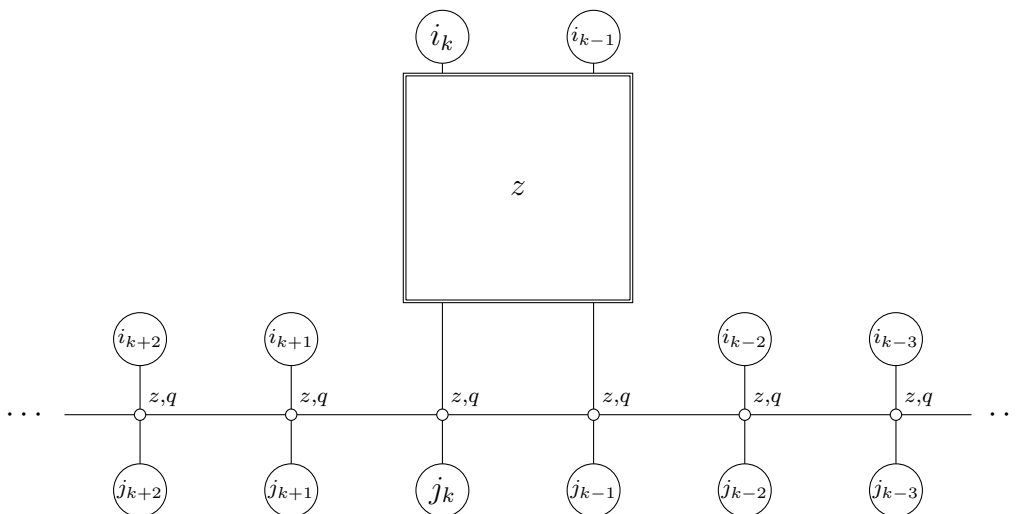 i_k i_{k-1}
z
i_{k+2} i_{k+1} i_{k-2} i_{k-3}
... z,q z,q z,q z,q z,q z,q ..
j_{k+2} j_{k+1} j_k j_{k-1} j_{k-2} j_{k-3}